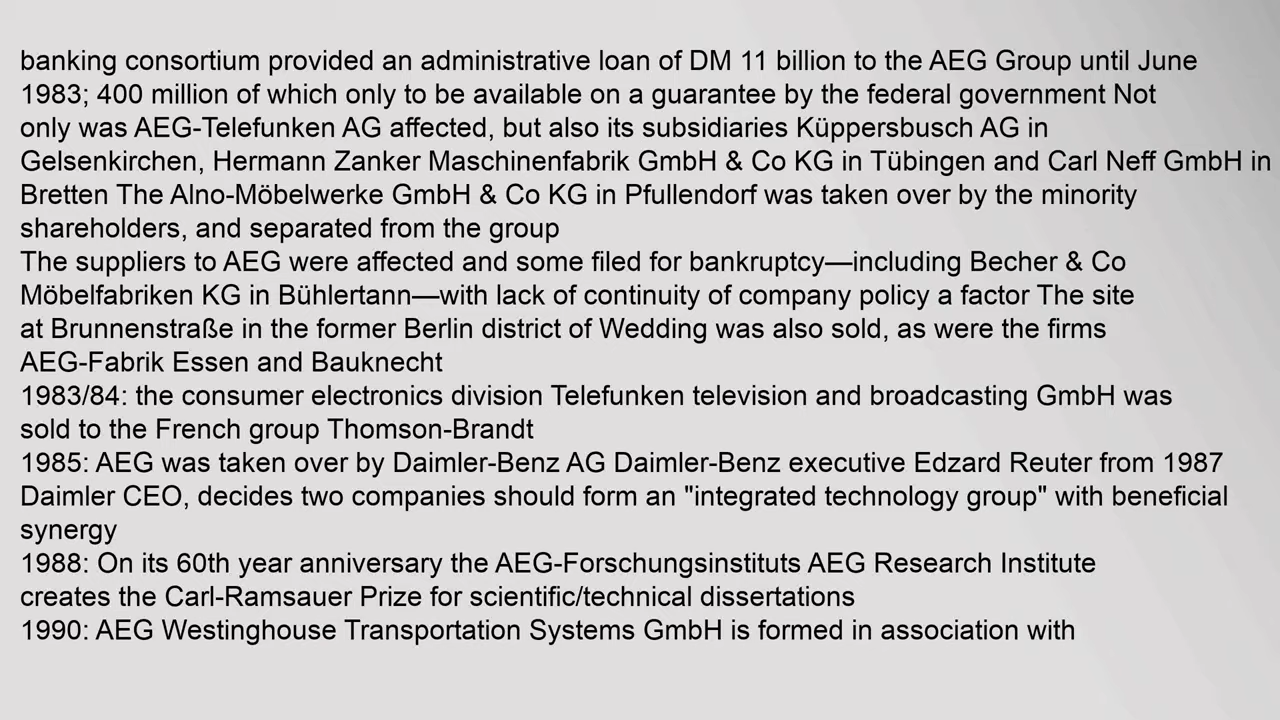 banking consortium provided an administrative loan of DM 11 billion to the AEG Group until June
1983; 400 million of which only to be available on a guarantee by the federal government Not
only was AEG-Telefunken AG affected, but also its subsidiaries Küppersbusch AG in
Gelsenkirchen, Hermann Zanker Maschinenfabrik GmbH & Co KG in Tübingen and Carl Neff GmbH in
Bretten The Alno-Möbelwerke GmbH & Co KG in Pfullendorf was taken over by the minority
shareholders, and separated from the group
The suppliers to AEG were affected and some filed for bankruptcy—including Becher & Co
Möbelfabriken KG in Bühlertann—with lack of continuity of company policy a factor The site
at Brunnenstraße in the former Berlin district of Wedding was also sold, as were the firms
AEG-Fabrik Essen and Bauknecht
1983/84: the consumer electronics division Telefunken television and broadcasting GmbH was
sold to the French group Thomson-Brandt
1985: AEG was taken over by Daimler-Benz AG Daimler-Benz executive Edzard Reuter from 1987
Daimler CEO, decides two companies should form an "integrated technology group" with beneficial
synergy
1988: On its 60th year anniversary the AEG-Forschungsinstituts AEG Research Institute
creates the Carl-Ramsauer Prize for scientific/technical dissertations
1990: AEG Westinghouse Transportation Systems GmbH is formed in association with